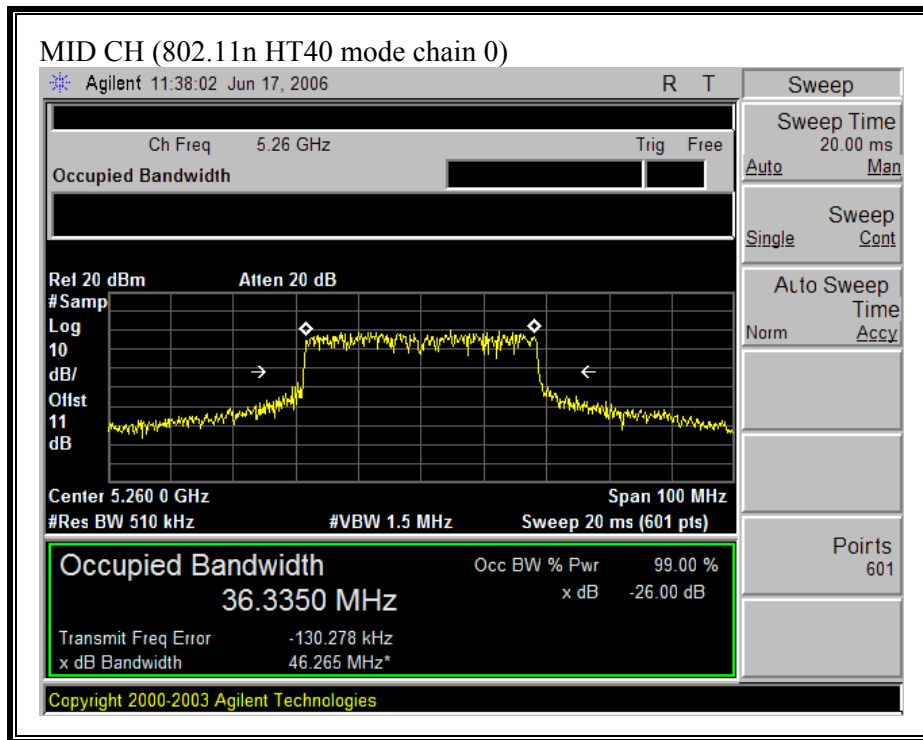 MID CH (802.11n HT40 mode chain 0)
Agilent 11:38:02 Jun 17, 2006 R T
Ch Freq 5.26 GHz Trig Free
Occupied Bandwidth
Ref 20 dBm Atten 20 dB
#Samp
Log
10
dB/
Offst
11
dB
Center 5.260 0 GHz Span 100 MHz
#Res BW 510 kHz #VBW 1.5 MHz Sweep 20 ms (601 pts)
Occupied Bandwidth
36.3350 MHz
Occ BW % Pwr 99.00 %
x dB -26.00 dB
Transmit Freq Error -130.278 kHz
x dB Bandwidth 46.265 MHz*
Copyright 2000-2003 Agilent Technologies
Sweep
Sweep Time
20.00 ms
Auto Man
Sweep
Single Cont
Auto Sweep
Time
Norm Accy
Points
601